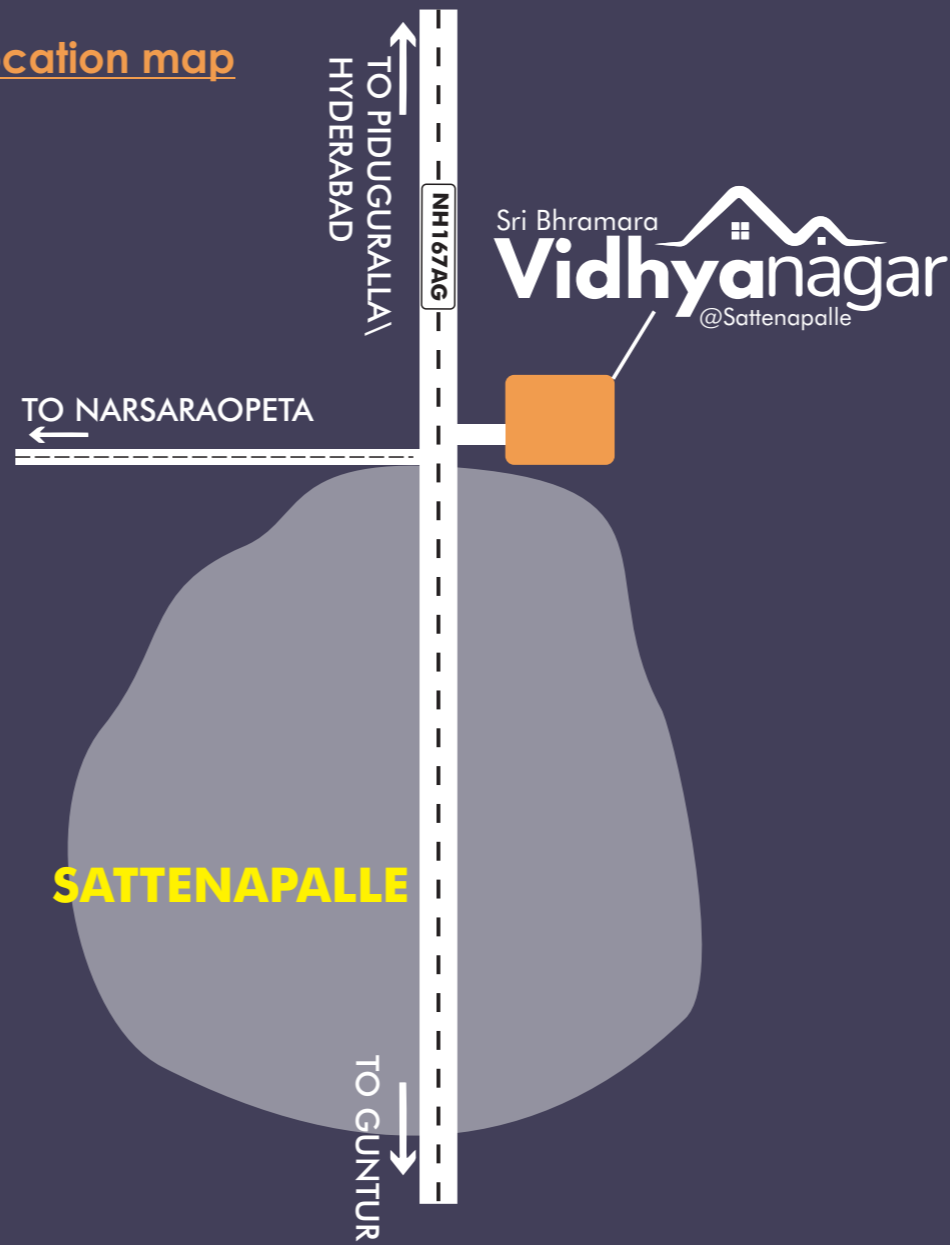 cation map
TO PIDUGURALLA\
HYDERABAD
NH167AG
Sri Bhramara
Vidhyanagar
@Sattenapalle
TO NARSARAOPETA
SATTENAPALLE
TO GUNTUR